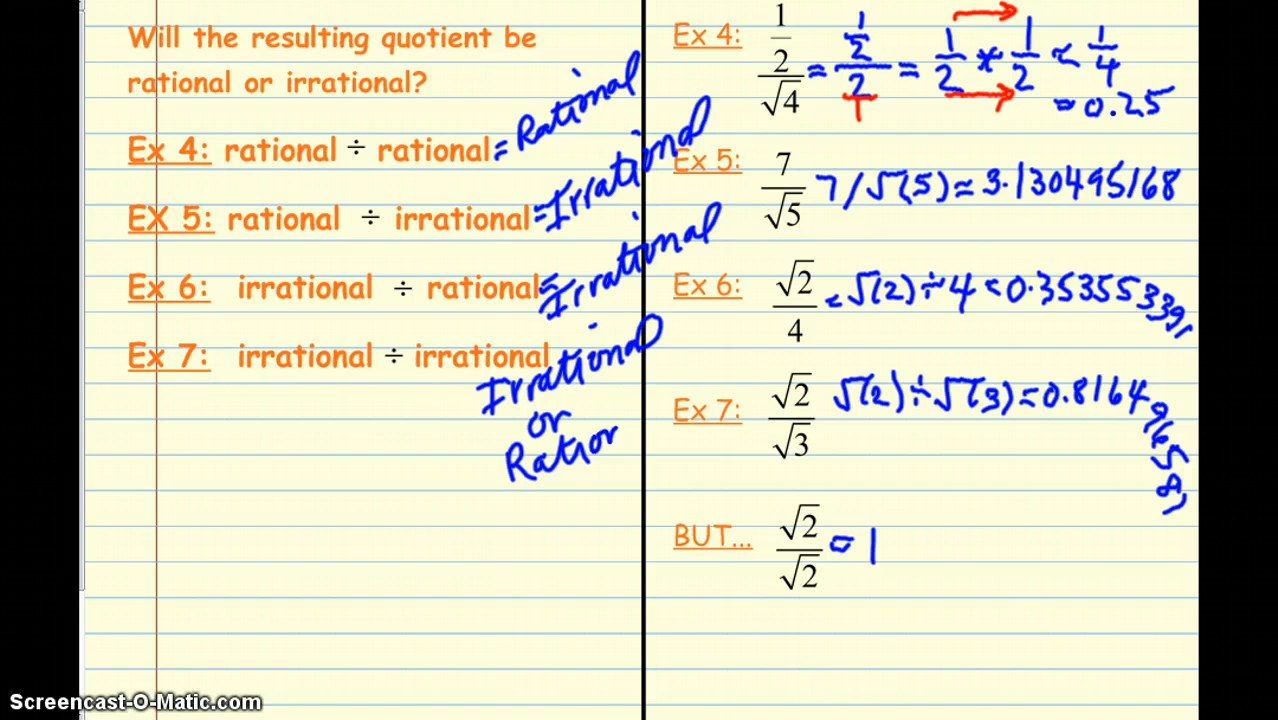 Will the resulting quotient be
rational or irrational?
Ex 4: rational ÷ rational = Rational
EX 5: rational ÷ irrational = Irrational
Ex 6: irrational ÷ rational = Irrational
Ex 7: irrational ÷ irrational
Irrational
or
Ration
Ex 4: 1/2/√4 = 1/2/2 = 1/2 * 1/2 = 1/4
= 0.25
Ex 5: 7/√5 7/√(5) = 3.130495168
Ex 6: √2/4 = √(2) ÷ 4 = 0.3535533391
Ex 7: √2/√3 √(2) ÷ √(3) = 0.8164965809
BUT... √2/√2 = 1
Screencast-O-Matic.com